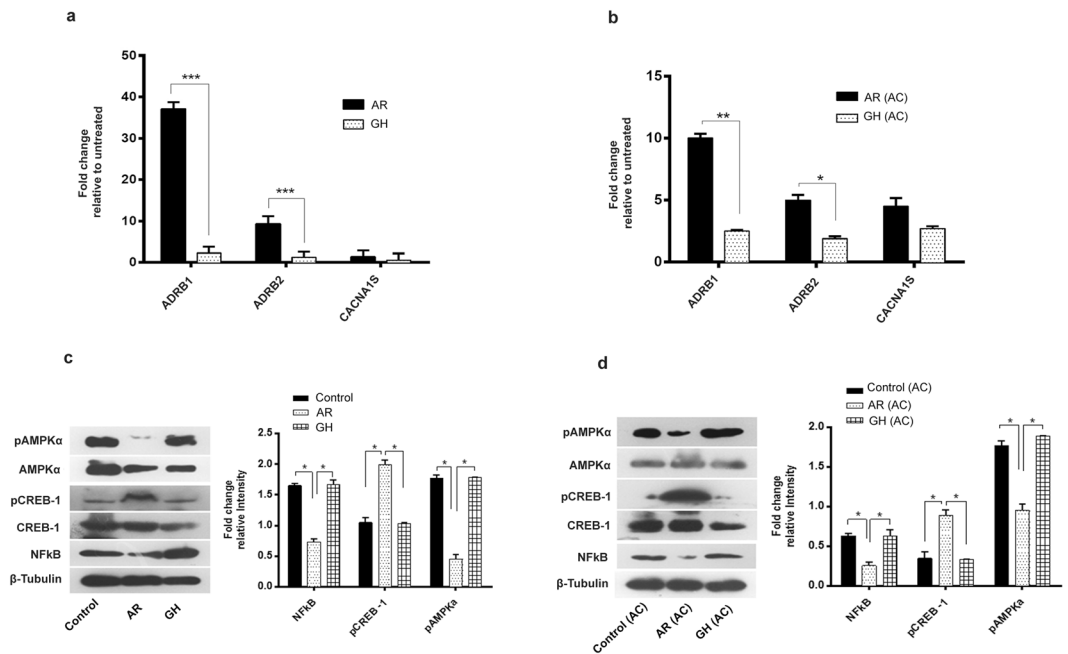 a
Fold change
relative to untreated
50
40
30
20
10
0
***
***
AR
GH
ADRB1
ADRB2
CACNA1S
b
Fold change
relative to untreated
15
10
5
0
**
*
AR (AC)
GH (AC)
ADRB1
ADRB2
CACNA1S
c
pAMPKα
AMPKα
pCREB-1
CREB-1
NFkB
β-Tubulin
Control
AR
GH
Control
AR
GH
Fold change
relative Intensity
2.5
2.0
1.5
1.0
0.5
0.0
* *
* *
* *
NFkB
pCREB-1
pAMPKa
d
pAMPKα
AMPKα
pCREB-1
CREB-1
NFkB
β-Tubulin
Control (AC)
AR (AC)
GH (AC)
Control (AC)
AR (AC)
GH (AC)
Fold change
relative Intensity
2.0
1.5
1.0
0.5
0.0
* *
* *
* *
NFkB
pCREB-1
pAMPKa